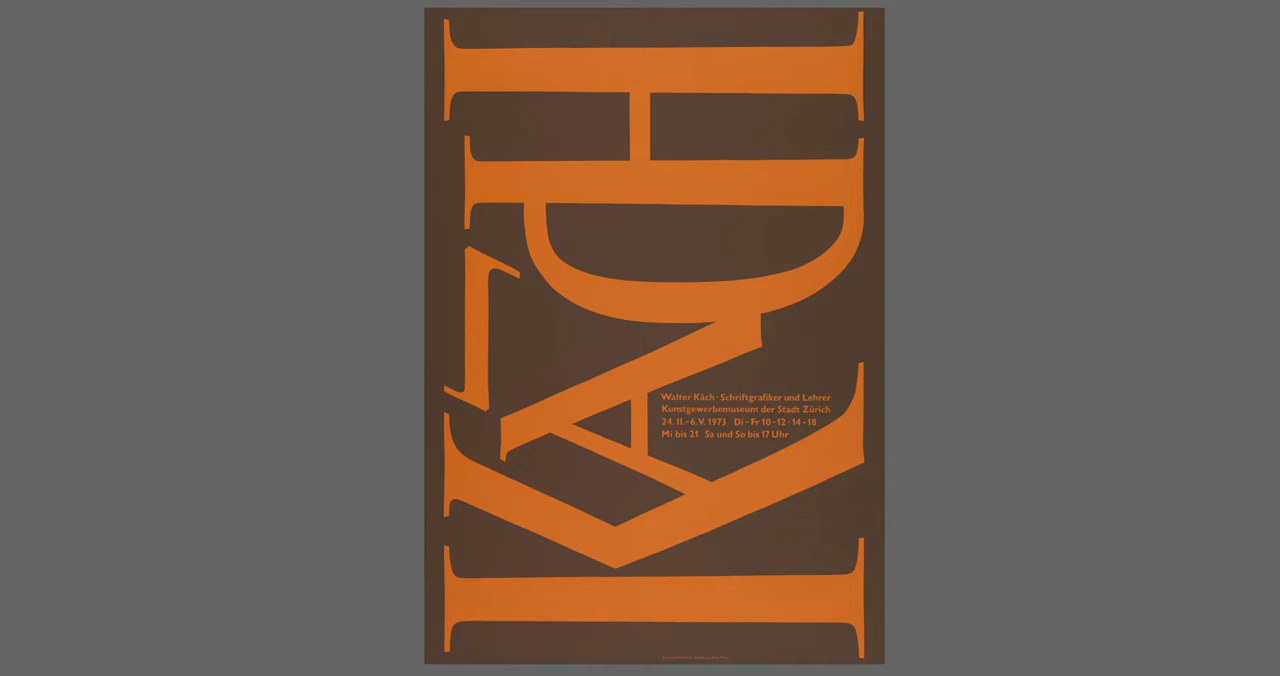 KÄCH
Walter Käch · Schriftgrafiker und Lehrer
Kunstgewerbemuseum der Stadt Zürich
24. II. - 6. V. 1973 Di - Fr 10 - 12 · 14 - 18
Mi bis 21 Sa und So bis 17 Uhr